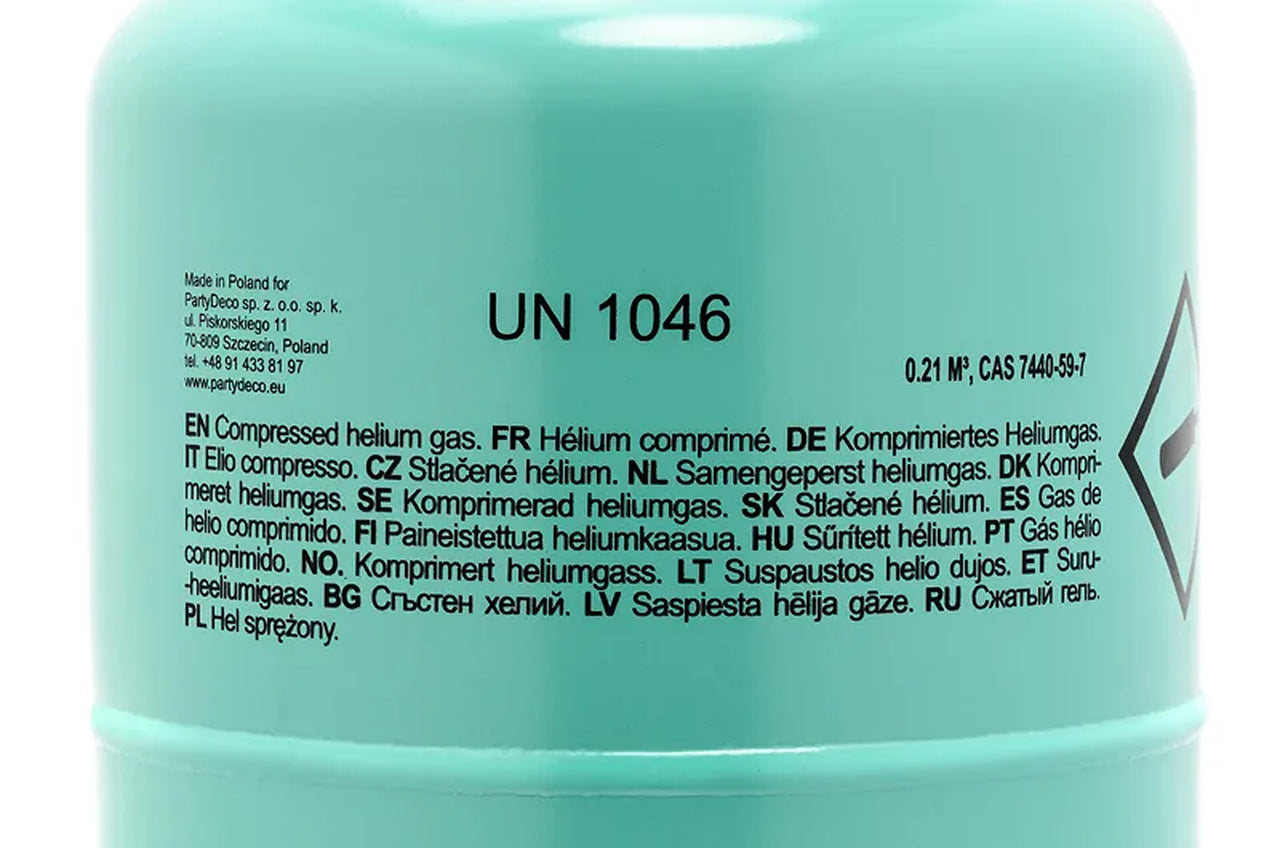 Made in Poland for
PartyDeco sp. z. o.o. sp. k.
ul. Piskorskiego 11
70-809 Szczecin, Poland
tel. +48 91 433 81 97
www.partydeco.eu
UN 1046
0.21 M³, CAS 7440-59-7
EN Compressed helium gas. FR Hélium comprimé. DE Komprimiertes Heliumgas.
IT Elio compresso. CZ Stlačené hélium. NL Samengeperst heliumgas. DK Kompri-
meret heliumgas. SE Komprimerad heliumgas. SK Stlačené hélium. ES Gas de
helio comprimido. FI Paineistettua heliumkaasua. HU Sűrített hélium. PT Gás hélio
comprimido. NO. Komprimert heliumgass. LT Suspaustos helio dujos. ET Suru-
-heeliumigaas. BG Сгъстен хелий. LV Saspiesta hēlija gāze. RU Сжатый гель.
PL Hel sprężony.